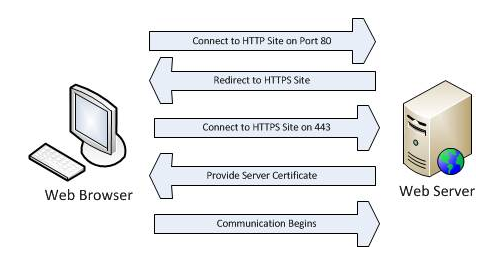 Connect to HTTP Site on Port 80
Redirect to HTTPS Site
Connect to HTTPS Site on 443
Provide Server Certificate
Communication Begins
Web Browser
Web Server